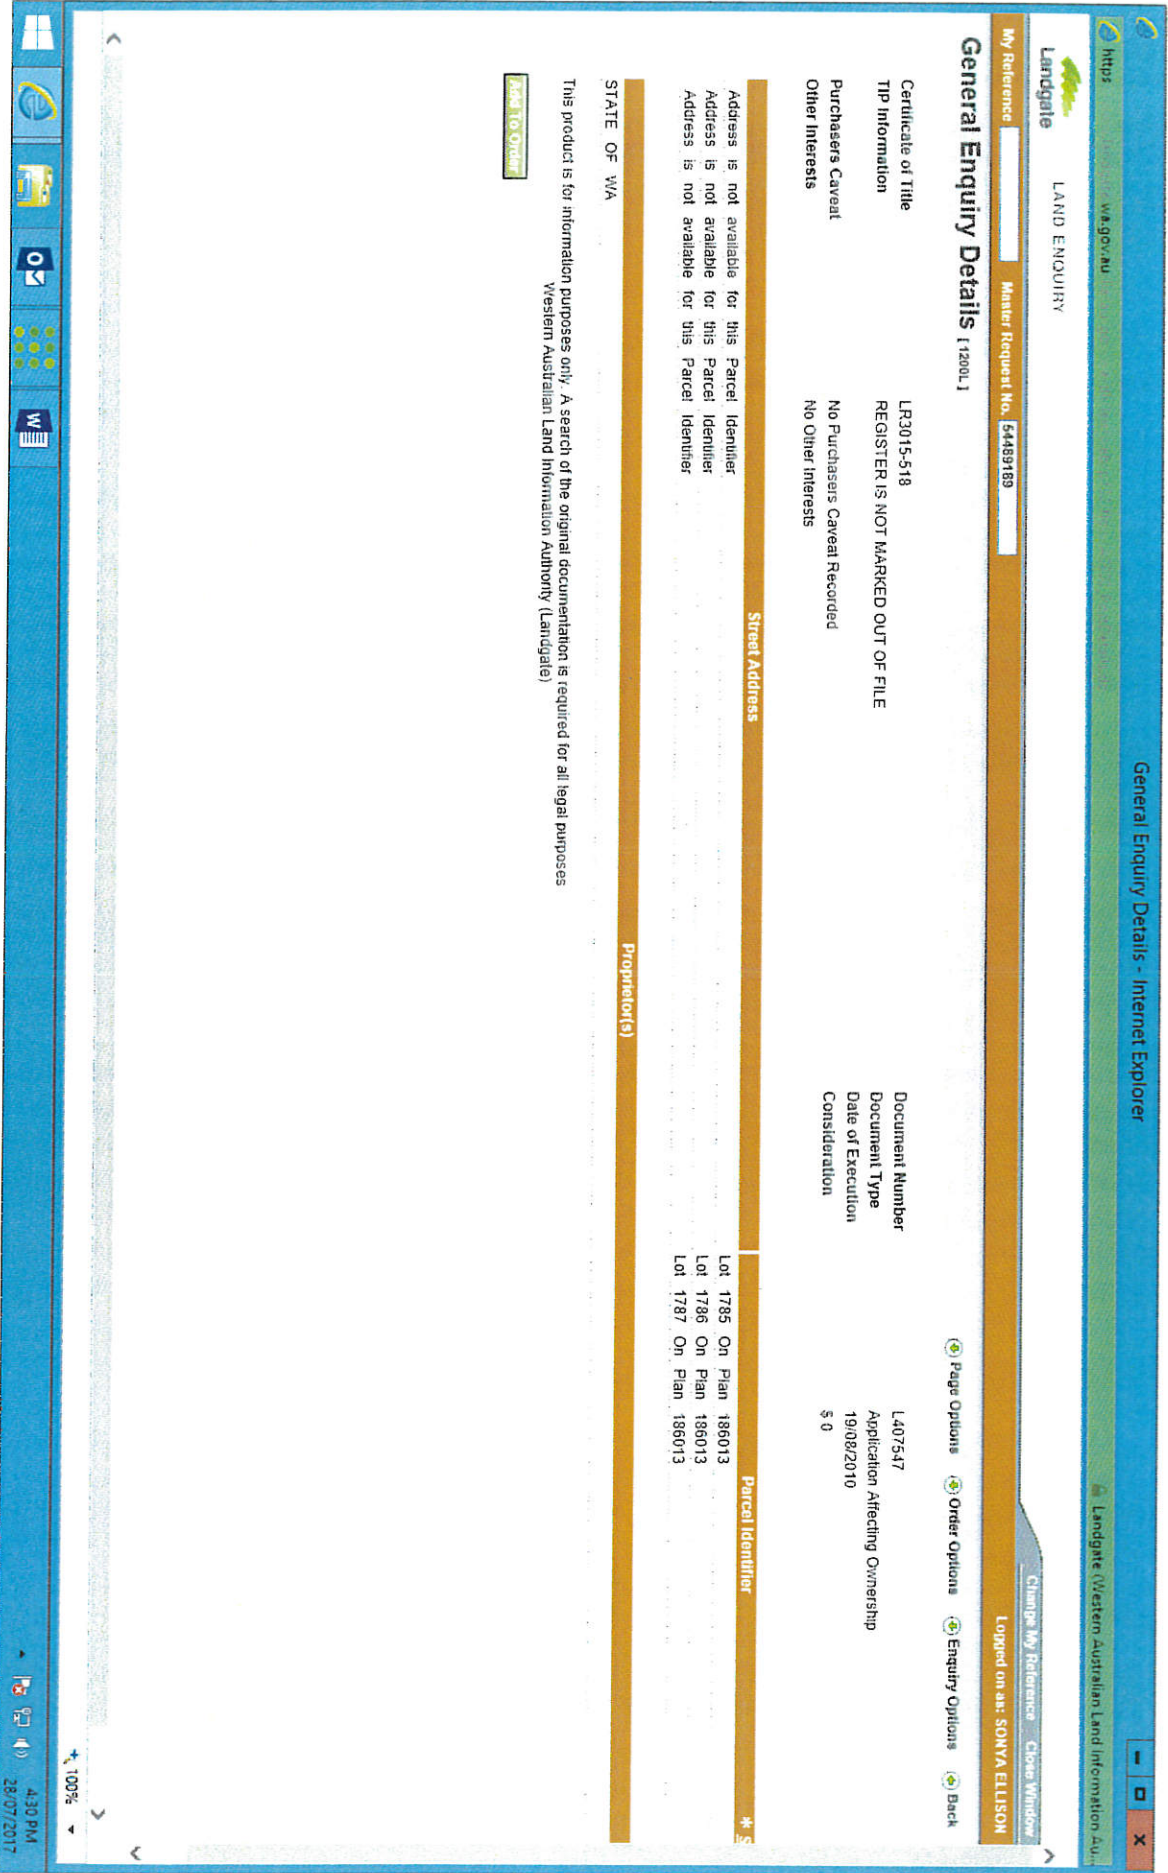 General Enquiry Details - Internet Explorer
https wa.gov.au Landgate (Western Australian Land Information Au...
Landgate LAND ENQUIRY Change My Reference Close Window
My Reference Master Request No. 54489189 Logged on as: SONYA ELLISON
General Enquiry Details [1200L] Page Options Order Options Enquiry Options Back
Certificate of Title LR3015-518 Document Number L407547
TIP Information REGISTER IS NOT MARKED OUT OF FILE Document Type Application Affecting Ownership
Date of Execution 19/08/2010
Purchasers Caveat No Purchasers Caveat Recorded Consideration $ 0
Other Interests No Other Interests
Street Address Parcel Identifier * S
Address is not available for this Parcel Identifier Lot 1785 On Plan 186013
Address is not available for this Parcel Identifier Lot 1786 On Plan 186013
Address is not available for this Parcel Identifier Lot 1787 On Plan 186013
Proprietor(s)
STATE OF WA
This product is for information purposes only. A search of the original documentation is required for all legal purposes
Western Australian Land Information Authority (Landgate)
Add To Order
100%
4:30 PM
28/07/2017